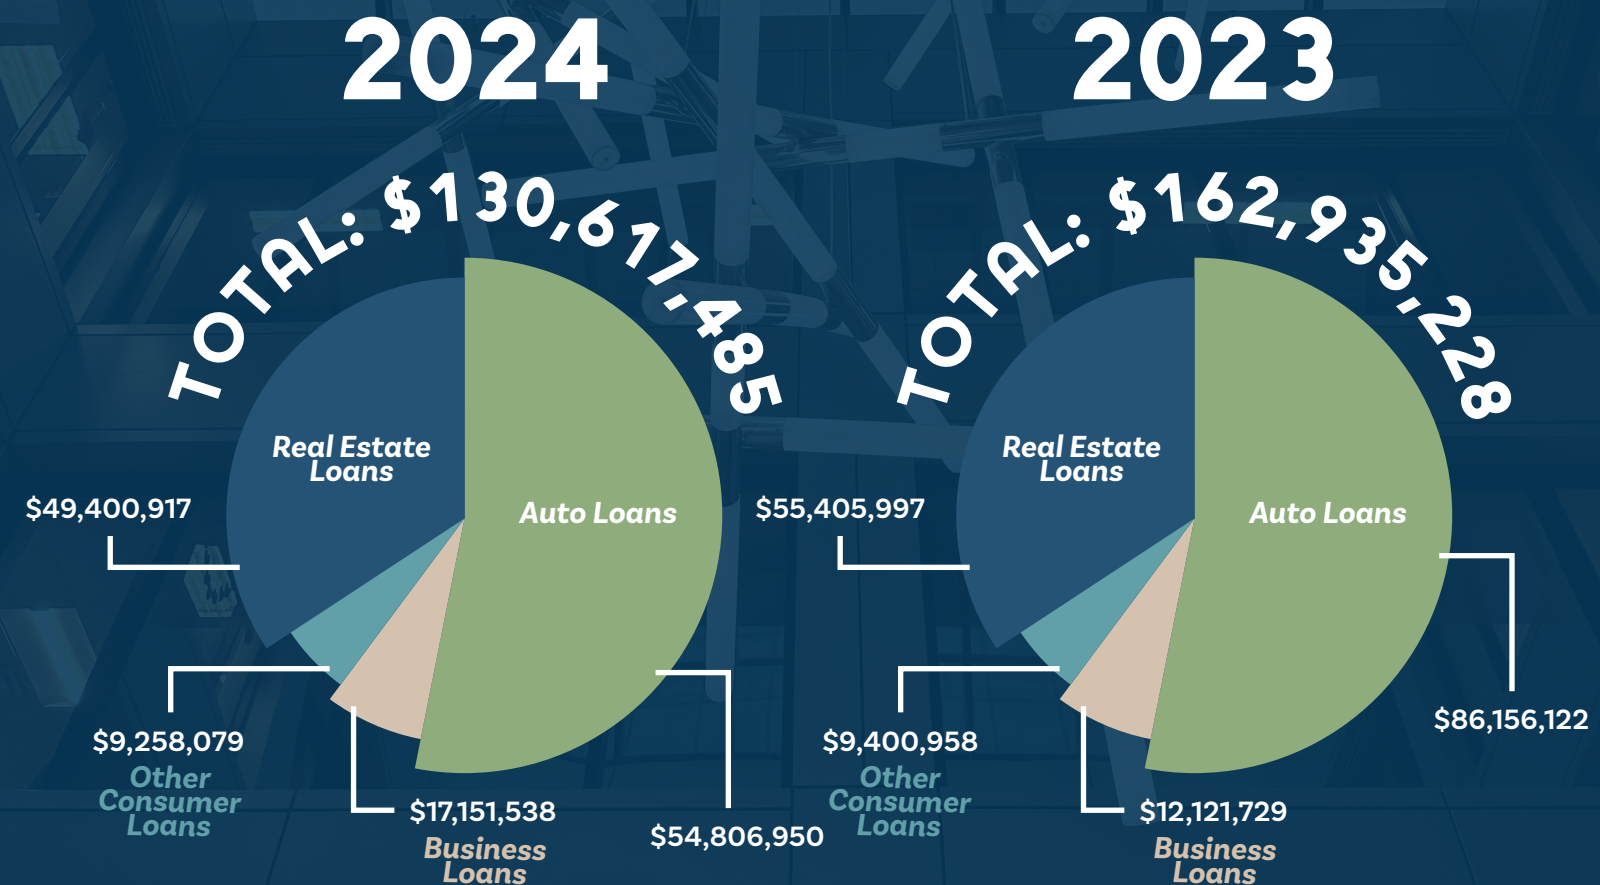 2024
TOTAL: $130,617,485
Real Estate
Loans
Auto Loans
$49,400,917
$9,258,079
Other
Consumer
Loans
$17,151,538
Business
Loans
$54,806,950
2023
TOTAL: $162,935,228
Real Estate
Loans
Auto Loans
$55,405,997
$86,156,122
$9,400,958
Other
Consumer
Loans
$12,121,729
Business
Loans